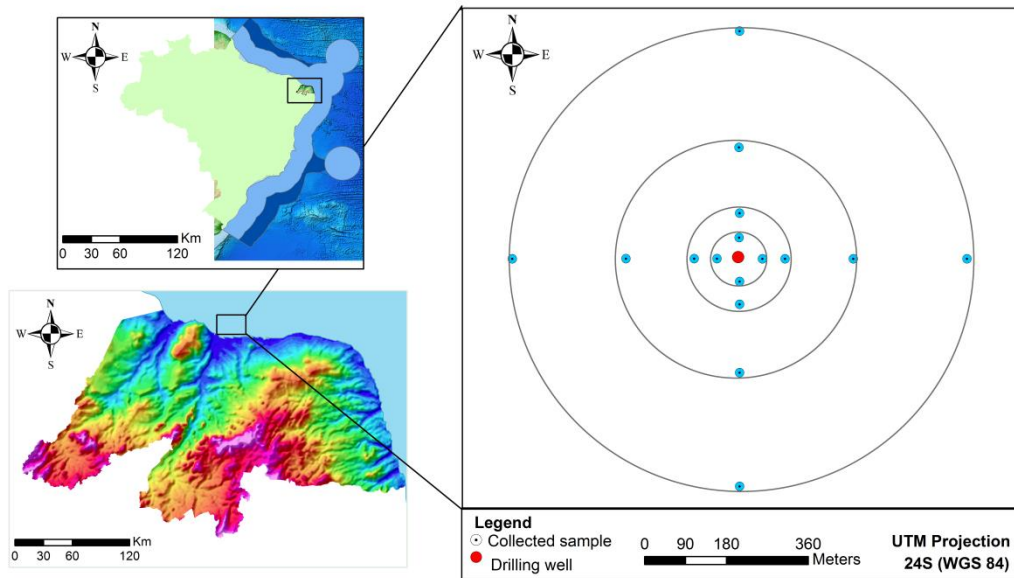 N
W E
S
0 30 60 120 Km
N
W E
S
0 30 60 120 Km
N
W E
S
Legend
Collected sample
Drilling well
0 90 180 360
Meters
UTM Projection
24S (WGS 84)